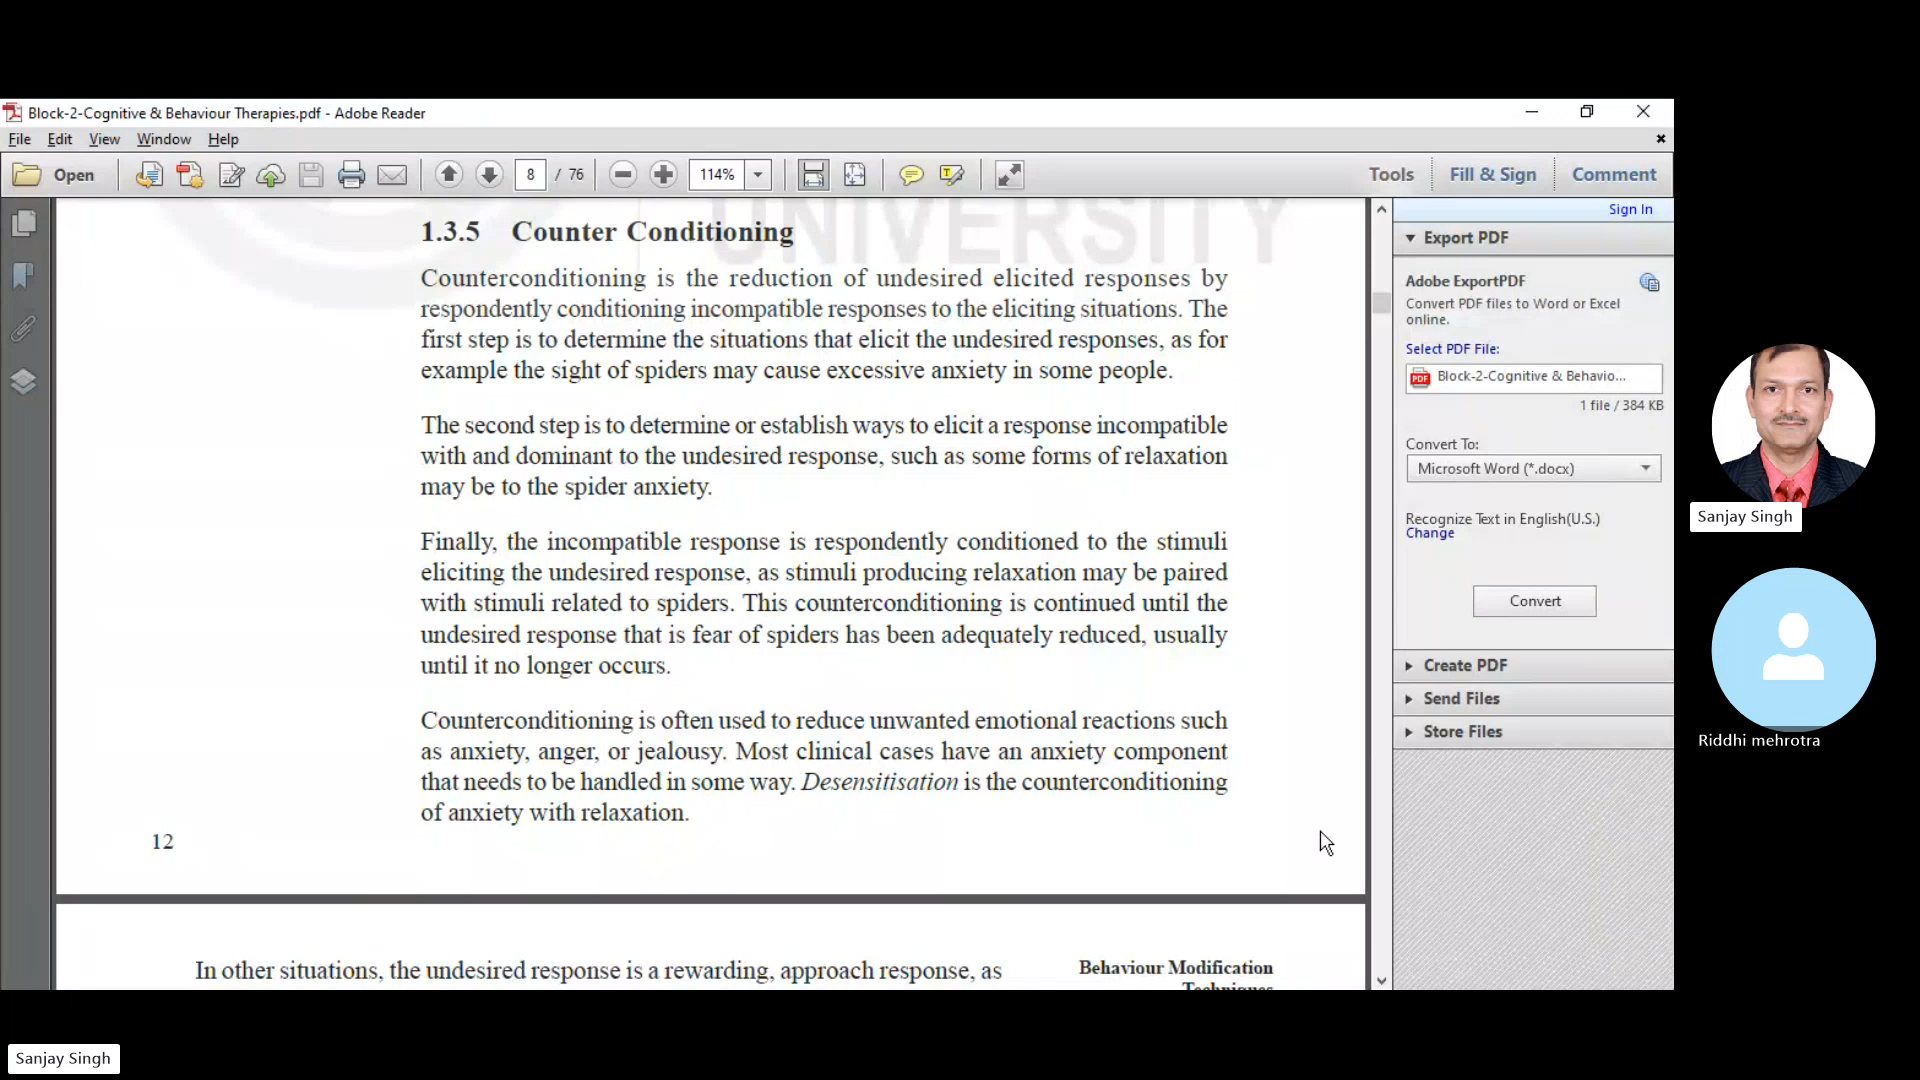 Block-2-Cognitive & Behaviour Therapies.pdf - Adobe Reader
File Edit View Window Help
Open
8 / 76
114%
Tools
Fill & Sign
Comment
UNIVERSITY
1.3.5 Counter Conditioning
Counterconditioning is the reduction of undesired elicited responses by
respondently conditioning incompatible responses to the eliciting situations. The
first step is to determine the situations that elicit the undesired responses, as for
example the sight of spiders may cause excessive anxiety in some people.
The second step is to determine or establish ways to elicit a response incompatible
with and dominant to the undesired response, such as some forms of relaxation
may be to the spider anxiety.
Finally, the incompatible response is respondently conditioned to the stimuli
eliciting the undesired response, as stimuli producing relaxation may be paired
with stimuli related to spiders. This counterconditioning is continued until the
undesired response that is fear of spiders has been adequately reduced, usually
until it no longer occurs.
Counterconditioning is often used to reduce unwanted emotional reactions such
as anxiety, anger, or jealousy. Most clinical cases have an anxiety component
that needs to be handled in some way. Desensitisation is the counterconditioning
of anxiety with relaxation.
12
In other situations, the undesired response is a rewarding, approach response, as
Behaviour Modification
Techniques
Sign In
Export PDF
Adobe ExportPDF
Convert PDF files to Word or Excel
online.
Select PDF File:
PDF
Block-2-Cognitive & Behavio...
1 file / 384 KB
Convert To:
Microsoft Word (*.docx)
Recognize Text in English(U.S.)
Change
Convert
Create PDF
Send Files
Store Files
Sanjay Singh
Riddhi mehrotra
Sanjay Singh